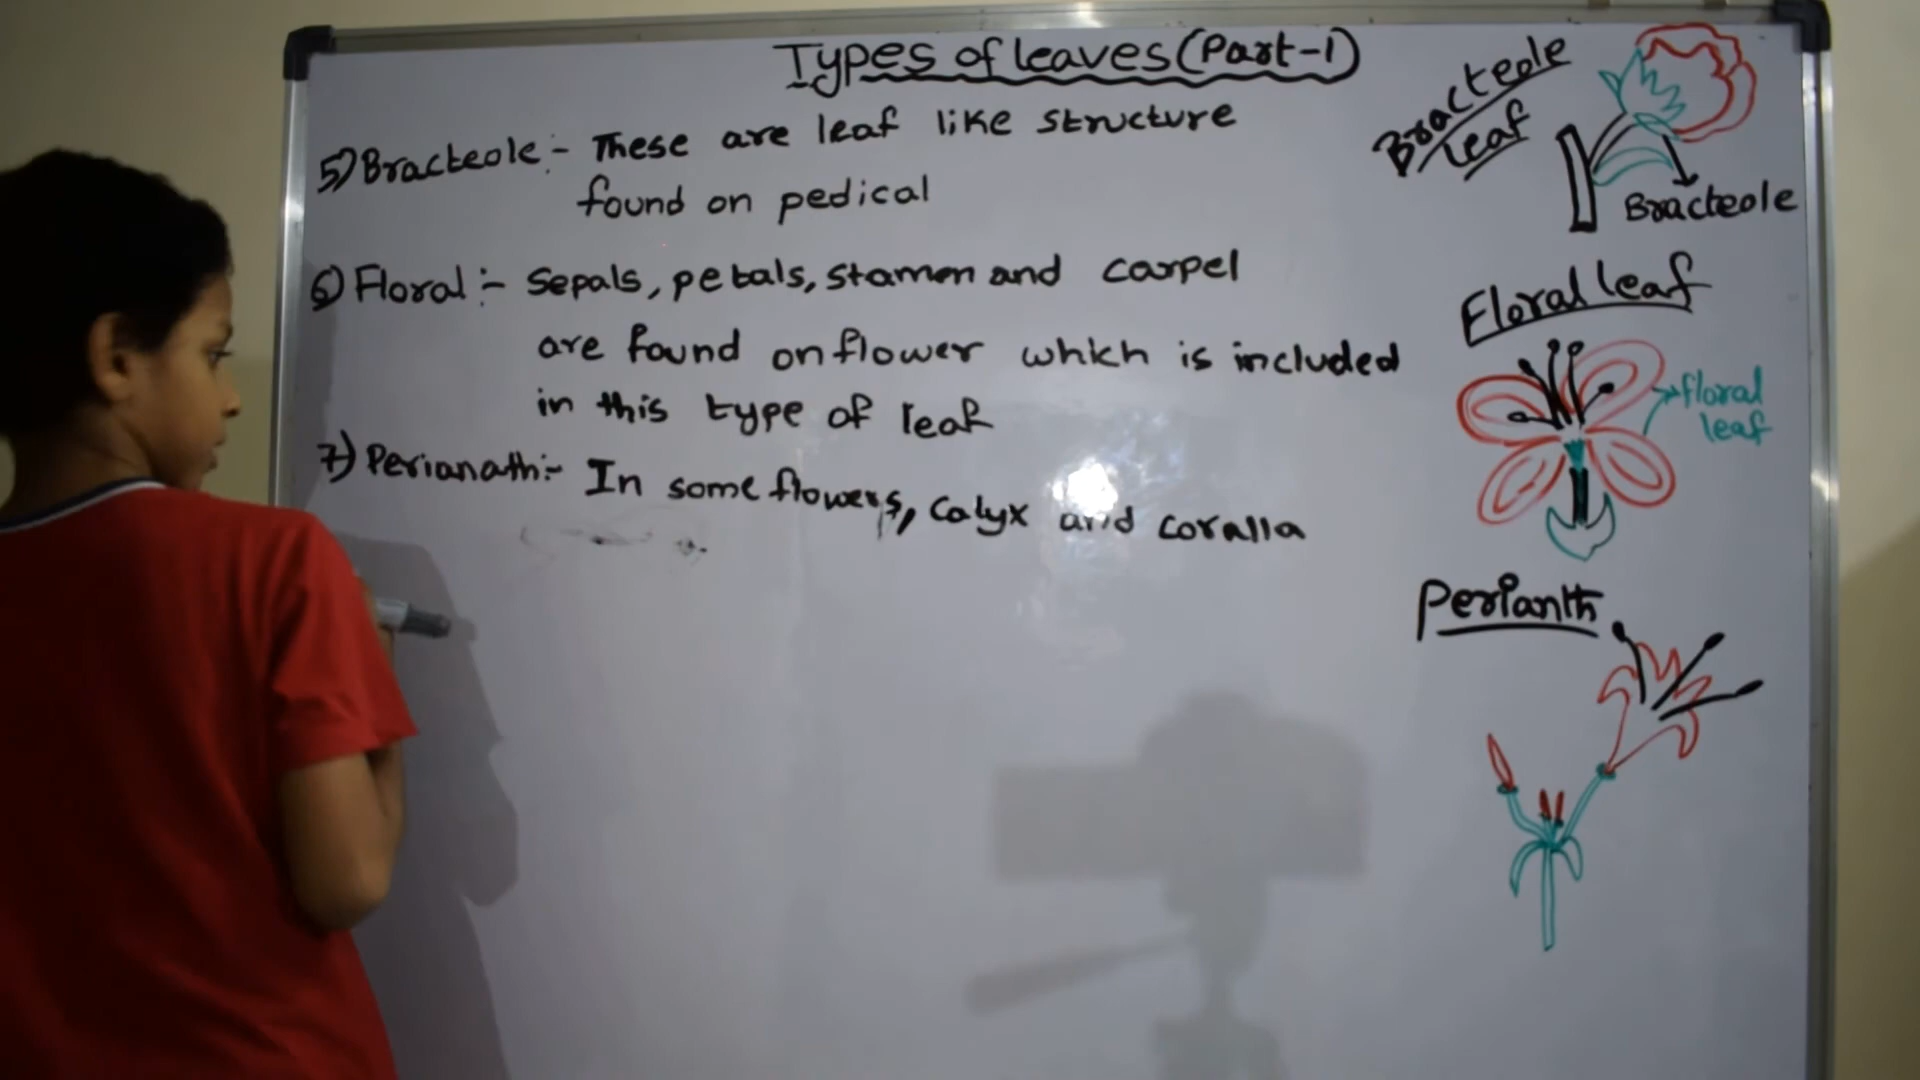 Types of leaves (Part-1)
5) Bracteole :- These are leaf like structure
found on pedical
6) Floral :- Sepals, petals, stamen and carpel
are found on flower which is included
in this type of leaf
7) Perianath :- In some flowers, Calyx and coralla
Bracteole
leaf
Bracteole
Floral leaf
floral
leaf
Perianth